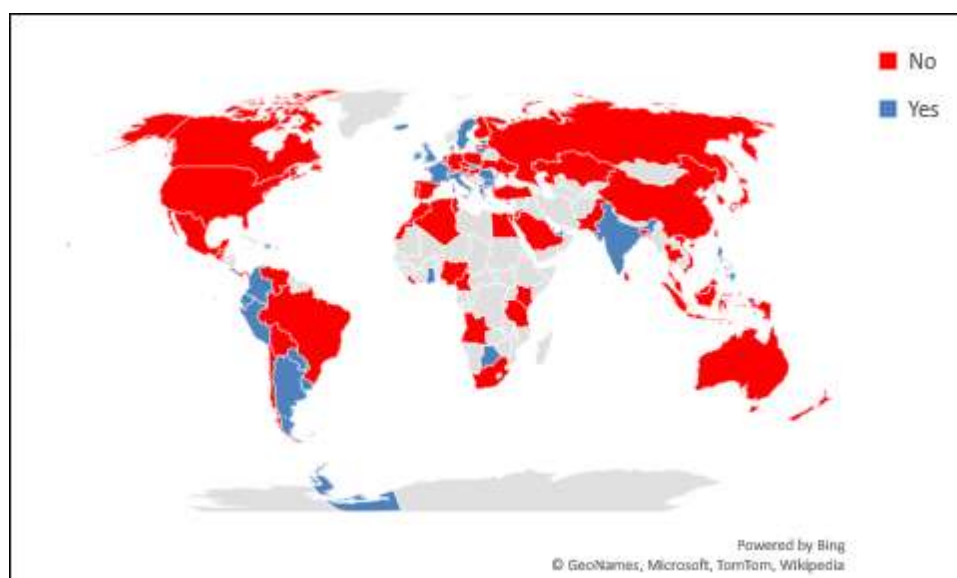 No
Yes
Powered by Bing
© GeoNames, Microsoft, TomTom, Wikipedia